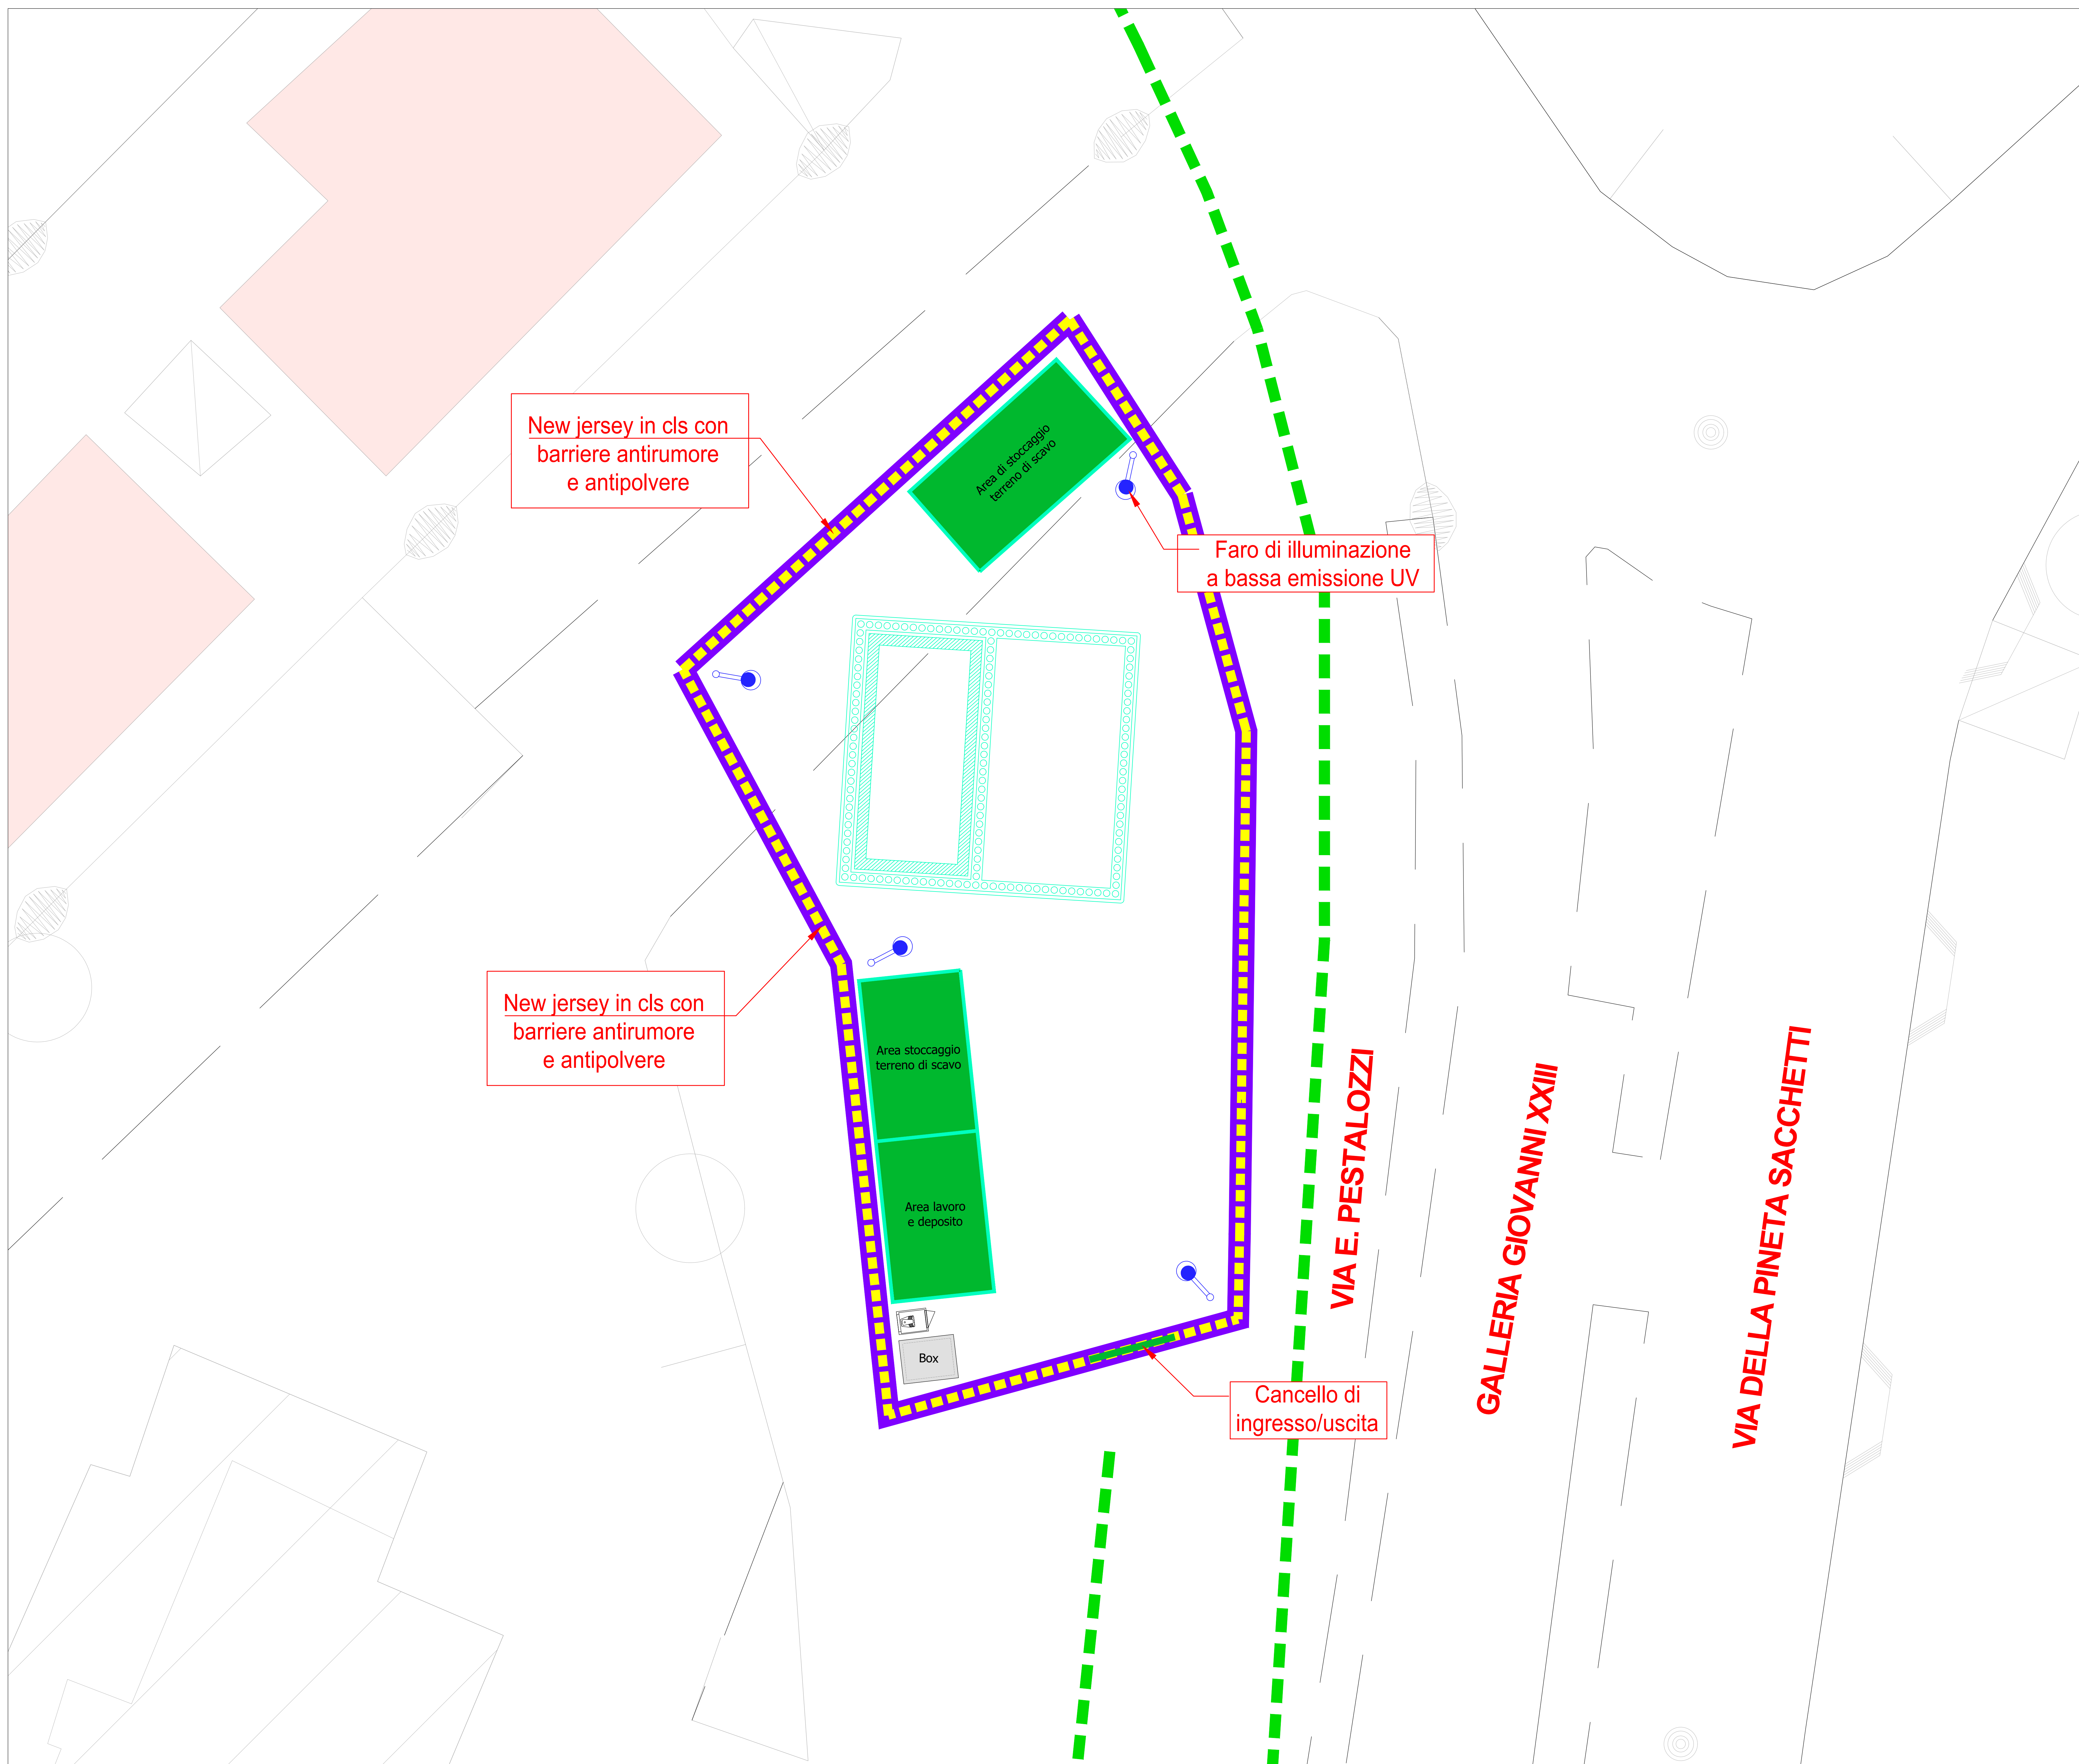 New jersey in cls con
barriere antirumore
e antipolvere
Area di stoccaggio
terreno di scavo
Faro di illuminazione
a bassa emissione UV
New jersey in cls con
barriere antirumore
e antipolvere
Area stoccaggio
terreno di scavo
Area lavoro
e deposito
Box
Cancello di
ingresso/uscita
VIA E. PESTALOZZI
GALLERIA GIOVANNI XXIII
VIA DELLA PINETA SACCHETTI